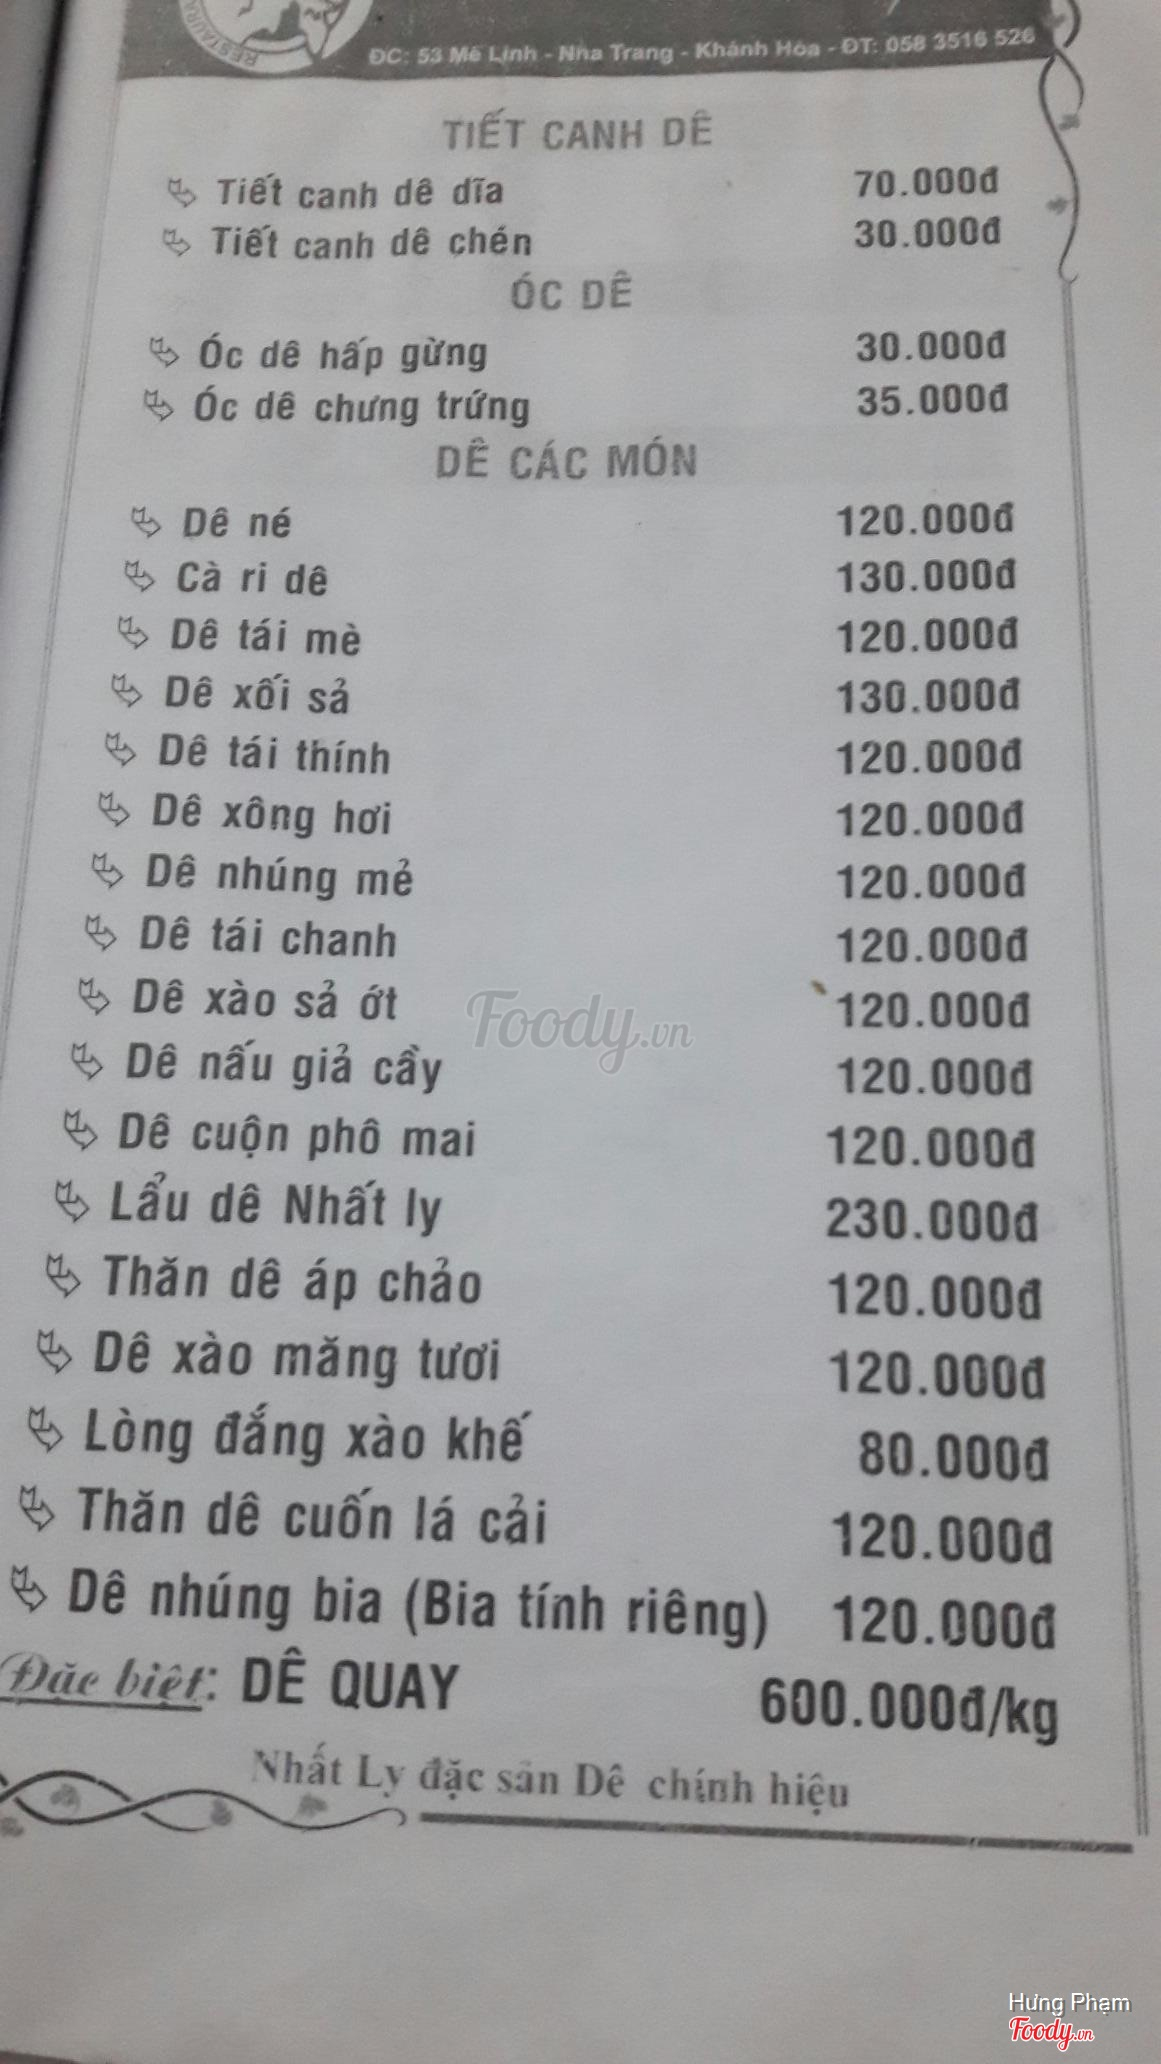 RESTAURA
ĐC: 53 Mê Linh - Nha Trang - Khánh Hòa - ĐT: 058 3516 526
TIẾT CANH DÊ
Tiết canh dê dĩa 70.000đ
Tiết canh dê chén 30.000đ
ÓC DÊ
Óc dê hấp gừng 30.000đ
Óc dê chưng trứng 35.000đ
DÊ CÁC MÓN
Dê né 120.000đ
Cà ri dê 130.000đ
Dê tái mè 120.000đ
Dê xối sả 130.000đ
Dê tái thính 120.000đ
Dê xông hơi 120.000đ
Dê nhúng mẻ 120.000đ
Dê tái chanh 120.000đ
Dê xào sả ớt 120.000đ
Foody.vn
Dê nấu giả cầy 120.000đ
Dê cuộn phô mai 120.000đ
Lẩu dê Nhất ly 230.000đ
Thăn dê áp chảo 120.000đ
Dê xào măng tươi 120.000đ
Lòng đắng xào khế 80.000đ
Thăn dê cuốn lá cải 120.000đ
Dê nhúng bia (Bia tính riêng) 120.000đ
Đặc biệt: DÊ QUAY 600.000đ/kg
Nhất Ly đặc sản Dê chính hiệu
Hưng Phạm
Foody.vn